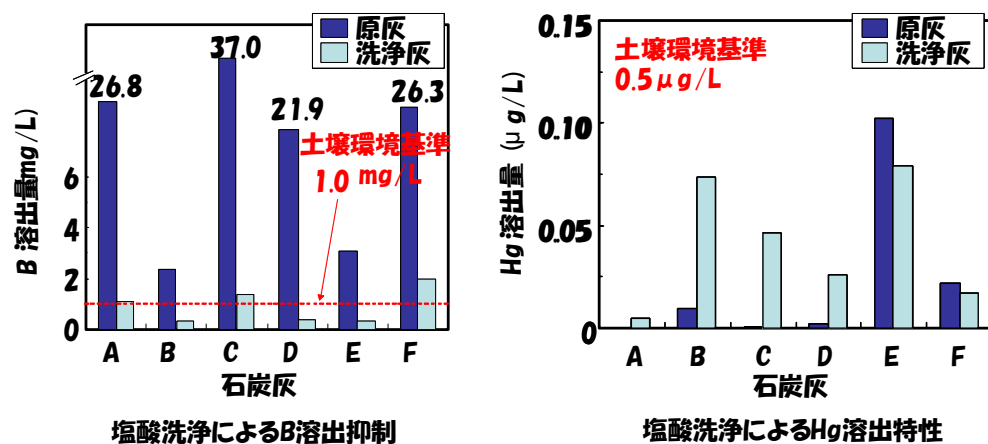 原灰
洗浄灰
26.8
37.0
21.9
26.3
土壌環境基準
1.0 mg/L
B 溶出量mg/L)
6
4
2
0
A B C D E F
石炭灰
塩酸洗浄によるB溶出抑制
原灰
洗浄灰
土壌環境基準
0.5μg/L
Hg溶出量 (μg/L)
0.15
0.10
0.05
0.00
A B C D E F
石炭灰
塩酸洗浄によるHg溶出特性